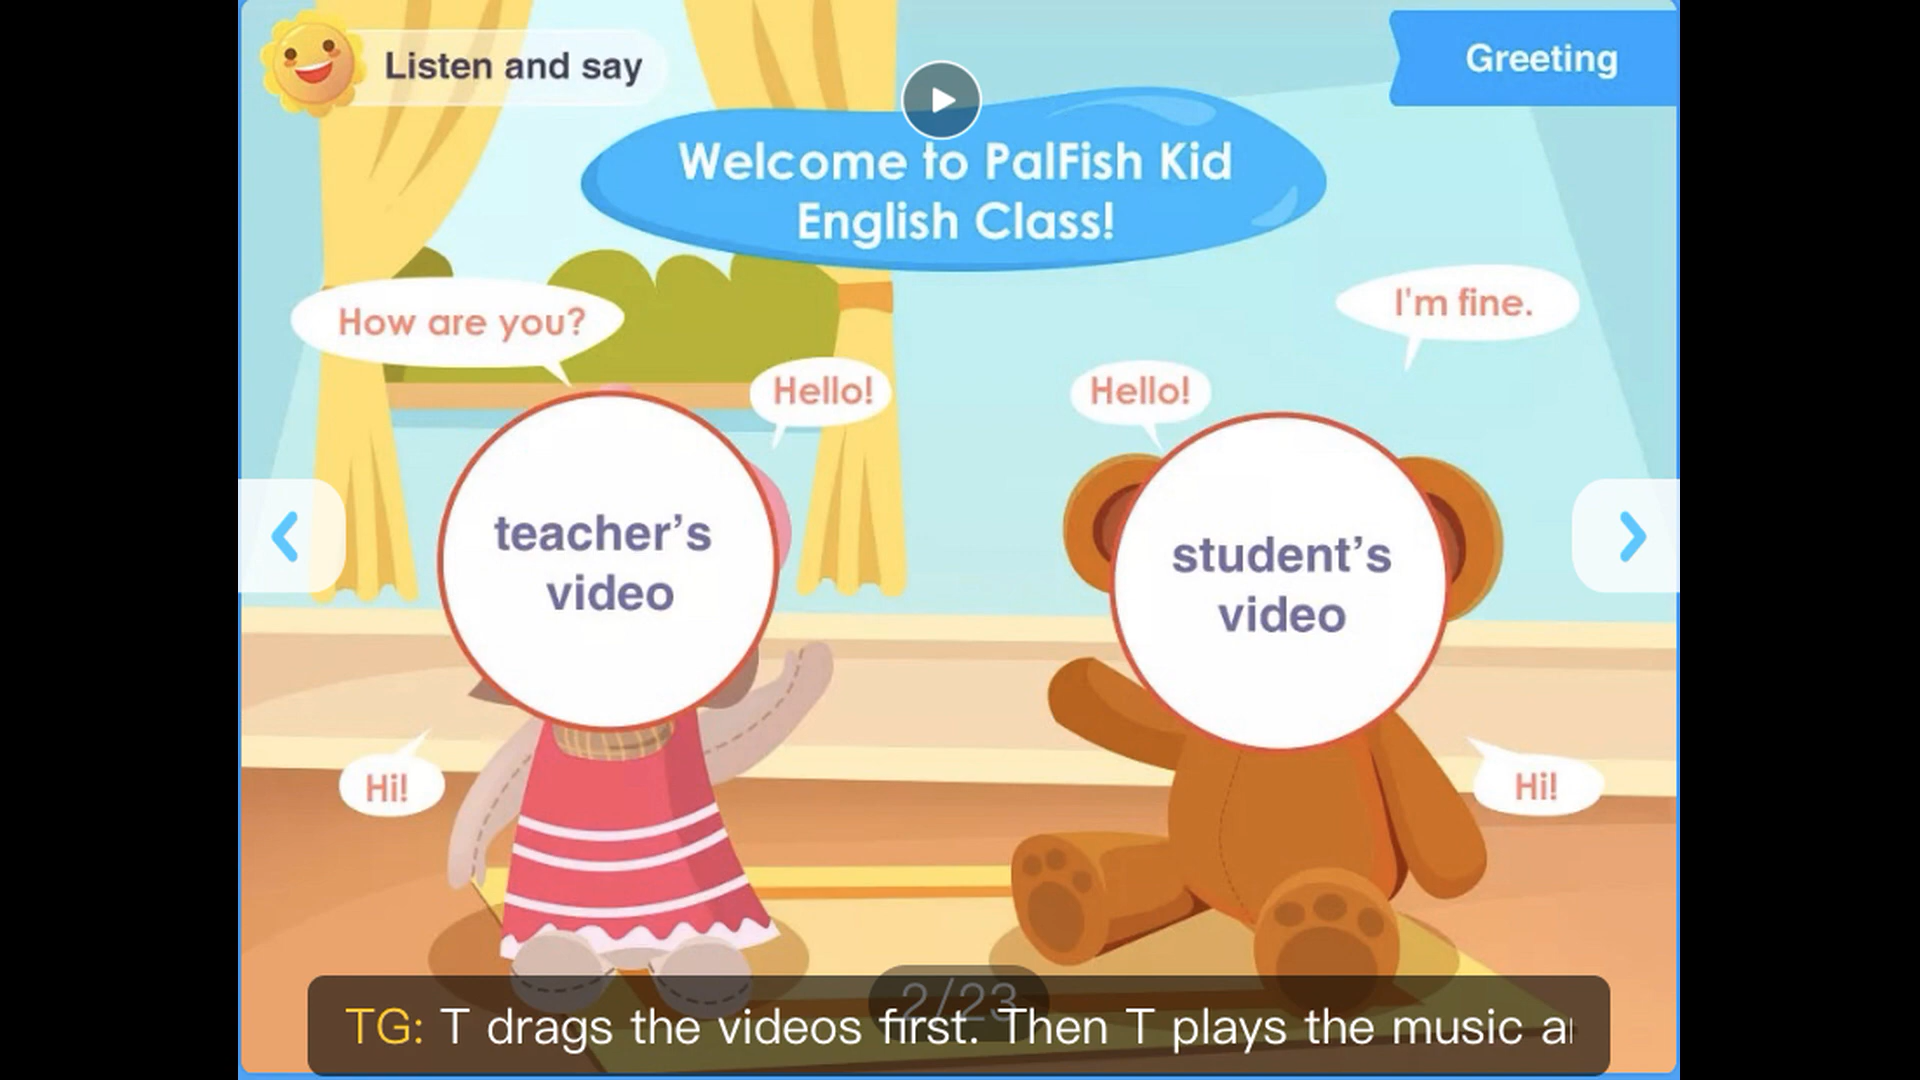 Listen and say
Greeting
Welcome to PalFish Kid
English Class!
How are you?
I'm fine.
Hello!
Hello!
teacher's
video
student's
video
Hi!
Hi!
2/23
TG: T drags the videos first. Then T plays the music